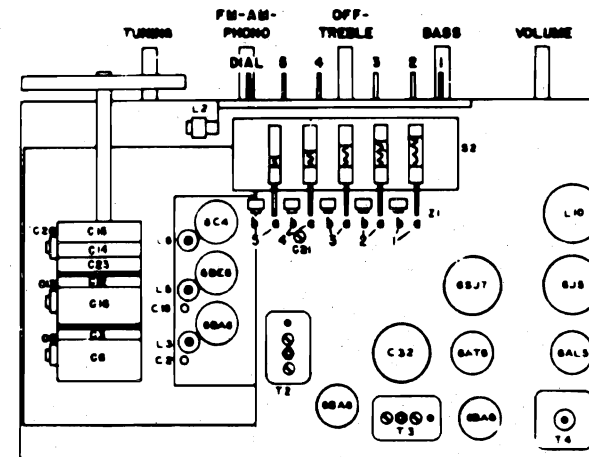 FM-AM- OFF-
TUNING PHONO TREBLE BASS VOLUME
DIAL 5 4 3 2 1
L2
S2
b a b a b a b a b a Z1
5 4 3 2 1
C21
6C4
L10
C15
L6
C14
C23
6BE6
L5
C16
6SJ7
6J5
6BA6
L3
C2
C6
C32
6AT6
6AL5
T2
6BA6
T3
6BA6
T4